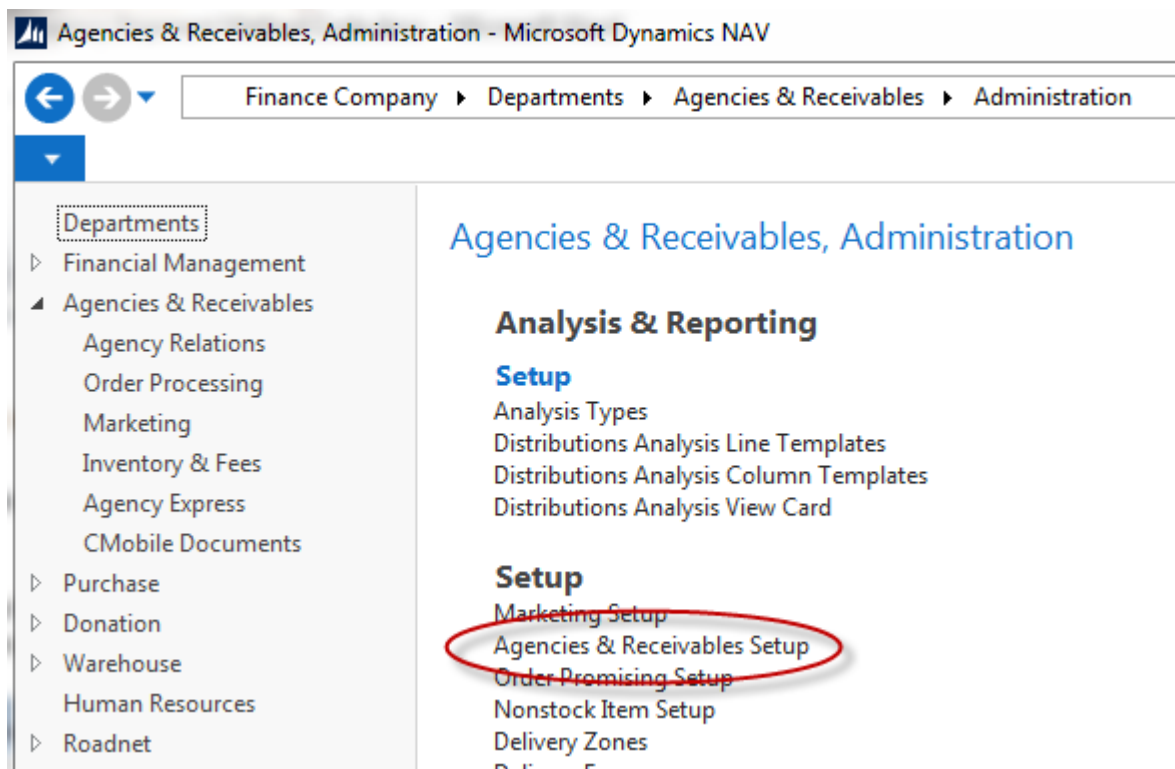 Agencies & Receivables, Administration - Microsoft Dynamics NAV
Finance Company ▸ Departments ▸ Agencies & Receivables ▸ Administration
Departments
Financial Management
Agencies & Receivables
Agency Relations
Order Processing
Marketing
Inventory & Fees
Agency Express
CMobile Documents
Purchase
Donation
Warehouse
Human Resources
Roadnet
Agencies & Receivables, Administration
Analysis & Reporting
Setup
Analysis Types
Distributions Analysis Line Templates
Distributions Analysis Column Templates
Distributions Analysis View Card
Setup
Marketing Setup
Agencies & Receivables Setup
Order Promising Setup
Nonstock Item Setup
Delivery Zones